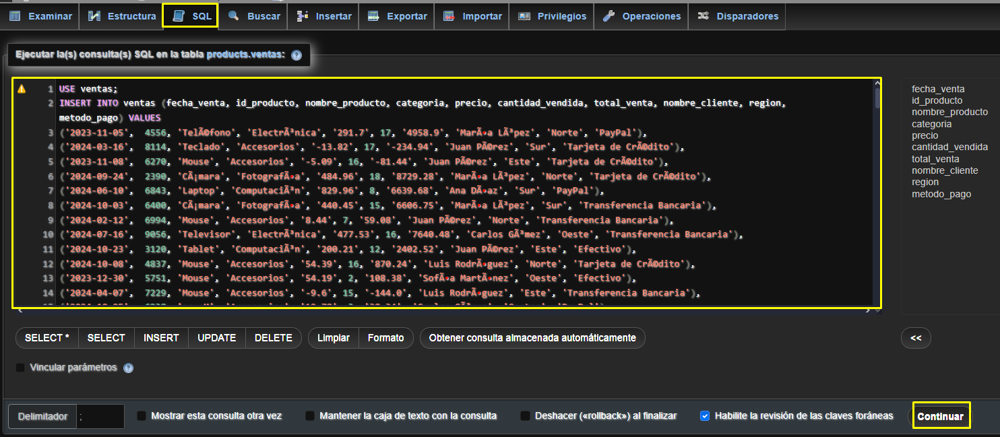 Examinar Estructura SQL Buscar Insertar Exportar Importar Privilegios Operaciones Disparadores
Ejecutar la(s) consulta(s) SQL en la tabla products.ventas:
1 USE ventas;
2 INSERT INTO ventas (fecha_venta, id_producto, nombre_producto, categoria, precio, cantidad_vendida, total_venta, nombre_cliente, region,
metodo_pago) VALUES
3 ('2023-11-05', 4556, 'TelÃ©fono', 'ElectrÃ³nica', '291.7', 17, '4958.9', 'MarÃ•a LÃ³pez', 'Norte', 'PayPal'),
4 ('2024-03-16', 8114, 'Teclado', 'Accesorios', '-13.82', 17, '-234.94', 'Juan PÃ©rez', 'Sur', 'Tarjeta de CrÃ©dito'),
5 ('2023-11-08', 6270, 'Mouse', 'Accesorios', '-5.09', 16, '-81.44', 'Juan PÃ©rez', 'Este', 'Tarjeta de CrÃ©dito'),
6 ('2024-09-24', 2390, 'CÃ¡mara', 'FotografÃ•a', '484.96', 18, '8729.28', 'MarÃ•a LÃ³pez', 'Norte', 'Tarjeta de CrÃ©dito'),
7 ('2024-06-10', 6843, 'Laptop', 'ComputaciÃ³n', '829.96', 8, '6639.68', 'Ana DÃ•az', 'Sur', 'PayPal'),
8 ('2024-10-03', 6400, 'CÃ¡mara', 'FotografÃ•a', '440.45', 15, '6606.75', 'MarÃ•a LÃ³pez', 'Sur', 'Transferencia Bancaria'),
9 ('2024-02-12', 6994, 'Mouse', 'Accesorios', '8.44', 7, '59.08', 'Juan PÃ©rez', 'Norte', 'Transferencia Bancaria'),
10 ('2024-07-16', 9056, 'Televisor', 'ElectrÃ³nica', '477.53', 16, '7640.48', 'Carlos GÃ³mez', 'Oeste', 'Transferencia Bancaria'),
11 ('2024-10-23', 3120, 'Tablet', 'ComputaciÃ³n', '200.21', 12, '2402.52', 'Juan PÃ©rez', 'Este', 'Efectivo'),
12 ('2024-10-08', 4837, 'Mouse', 'Accesorios', '54.39', 16, '870.24', 'Luis RodrÃ•guez', 'Norte', 'Tarjeta de CrÃ©dito'),
13 ('2023-12-30', 5751, 'Mouse', 'Accesorios', '54.19', 2, '108.38', 'SofÃ•a MartÃ•nez', 'Oeste', 'Efectivo'),
14 ('2024-04-07', 7229, 'Mouse', 'Accesorios', '-9.6', 15, '-144.0', 'Luis RodrÃ•guez', 'Este', 'Transferencia Bancaria'),
fecha_venta
id_producto
nombre_producto
categoria
precio
cantidad_vendida
total_venta
nombre_cliente
region
metodo_pago
SELECT * SELECT INSERT UPDATE DELETE Limpiar Formato Obtener consulta almacenada automáticamente <<
Vincular parámetros
Delimitador ; Mostrar esta consulta otra vez Mantener la caja de texto con la consulta Deshacer («rollback») al finalizar Habilite la revisión de las claves foráneas Continuar